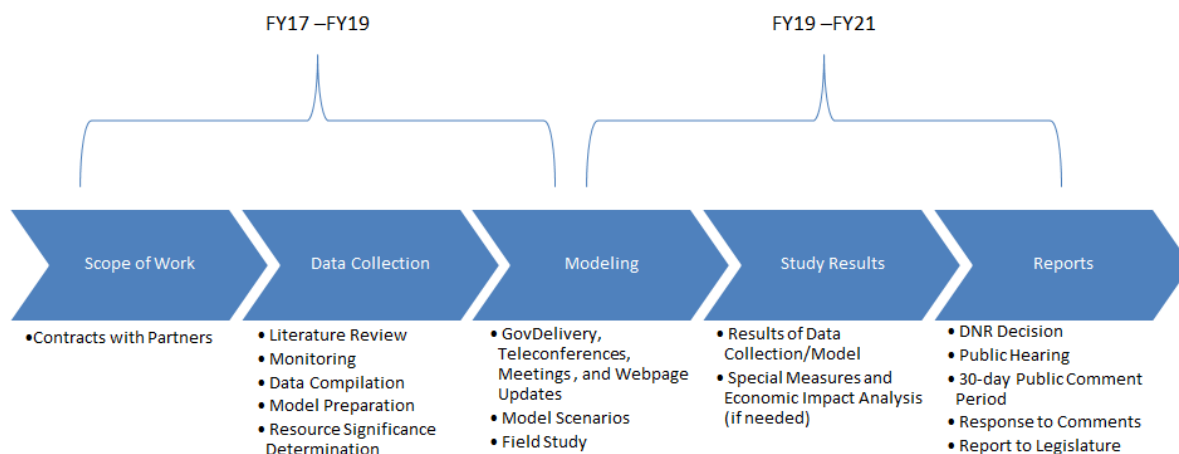 FY17 –FY19
FY19 –FY21
Scope of Work
Data Collection
Modeling
Study Results
Reports
•Contracts with Partners
• Literature Review
• Monitoring
• Data Compilation
• Model Preparation
• Resource Significance
Determination
• GovDelivery,
Teleconferences,
Meetings , and Webpage
Updates
• Model Scenarios
• Field Study
• Results of Data
Collection/Model
• Special Measures and
Economic Impact Analysis
(if needed)
• DNR Decision
• Public Hearing
• 30-day Public Comment
Period
• Response to Comments
• Report to Legislature